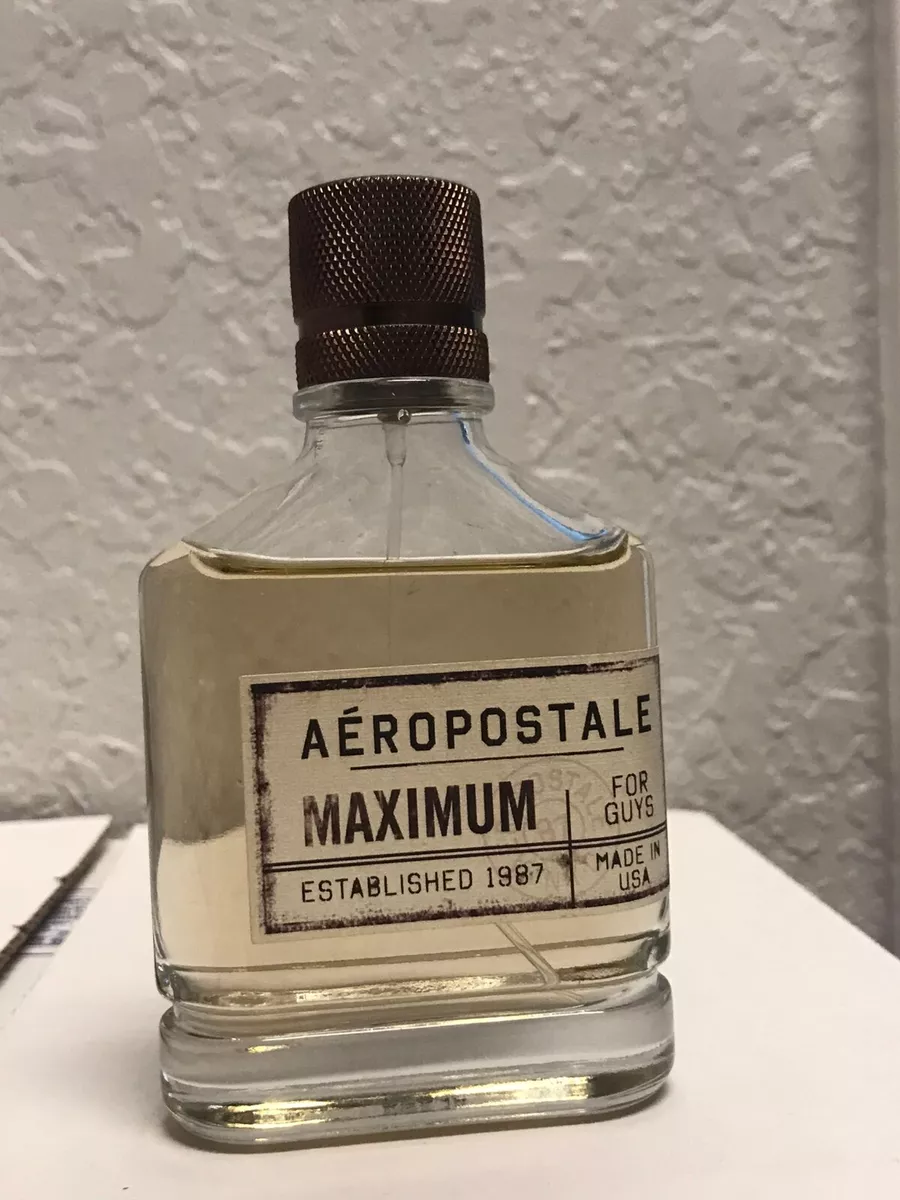 AÉROPOSTALE
MAXIMUM
FOR
GUYS
ESTABLISHED 1987
MADE IN
USA